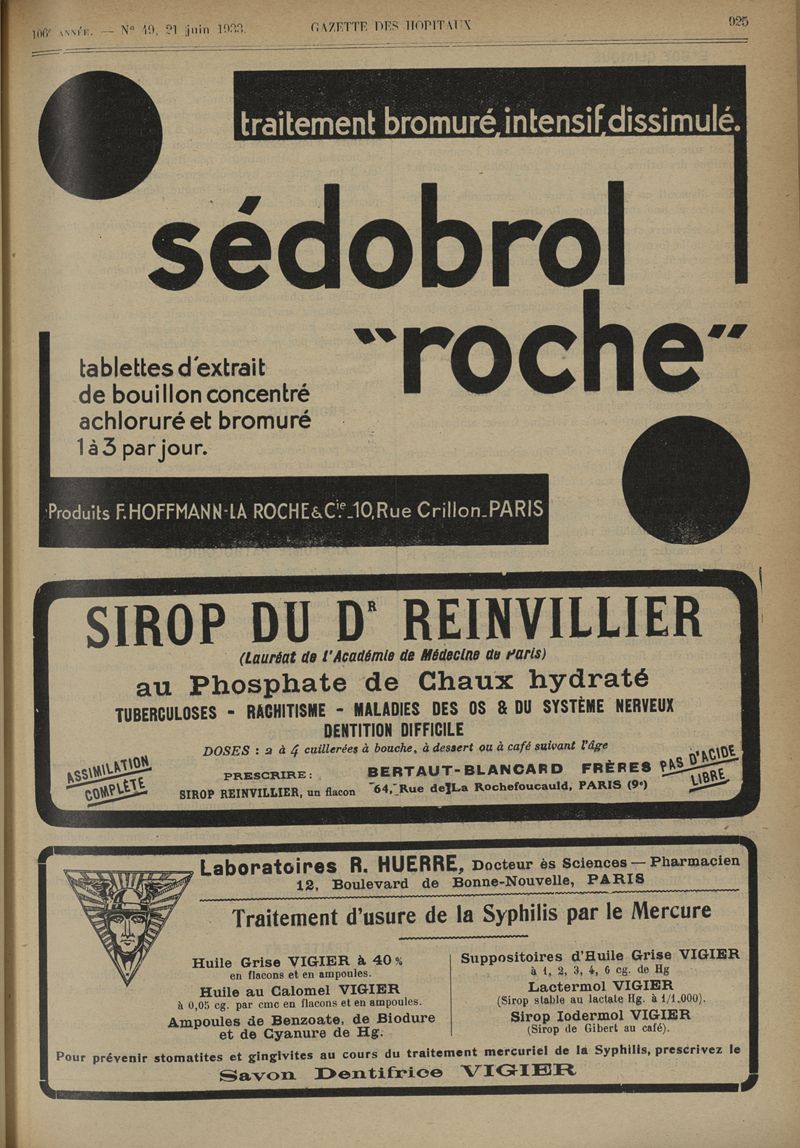 106e ANNÉE. — No 49, 21 juin 1933.
GAZETTE DES HOPITAUX
925
traitement bromuré, intensif, dissimulé.
sédobrol
"roche"
tablettes d'extrait
de bouillon concentré
achloruré et bromuré
1 à 3 par jour.
Produits F. HOFFMANN-LA ROCHE & Cie_10, Rue Crillon_PARIS
SIROP DU DR REINVILLIER
(Lauréat de l'Académie de Médecine de Paris)
au Phosphate de Chaux hydraté
TUBERCULOSES - RACHITISME - MALADIES DES OS & DU SYSTÈME NERVEUX
DENTITION DIFFICILE
DOSES : 2 à 4 cuillerées à bouche, à dessert ou à café suivant l'âge
ASSIMILATION
COMPLÈTE
PRESCRIRE :
SIROP REINVILLIER, un flacon
BERTAUT-BLANCARD FRÈRES
64, Rue de La Rochefoucauld, PARIS (9e)
PAS D'ACIDE
LIBRE
Laboratoires R. HUERRE, Docteur ès Sciences — Pharmacien
12, Boulevard de Bonne-Nouvelle, PARIS
Traitement d'usure de la Syphilis par le Mercure
Huile Grise VIGIER à 40 %
en flacons et en ampoules.
Huile au Calomel VIGIER
à 0,05 cg. par cmc en flacons et en ampoules.
Ampoules de Benzoate, de Biodure
et de Cyanure de Hg.
Suppositoires d'Huile Grise VIGIER
à 1, 2, 3, 4, 6 cg. de Hg
Lactermol VIGIER
(Sirop stable au lactate Hg. à 1/1.000).
Sirop Iodermol VIGIER
(Sirop de Gibert au café).
Pour prévenir stomatites et gingivites au cours du traitement mercuriel de la Syphilis, prescrivez le
Savon Dentifrice VIGIER